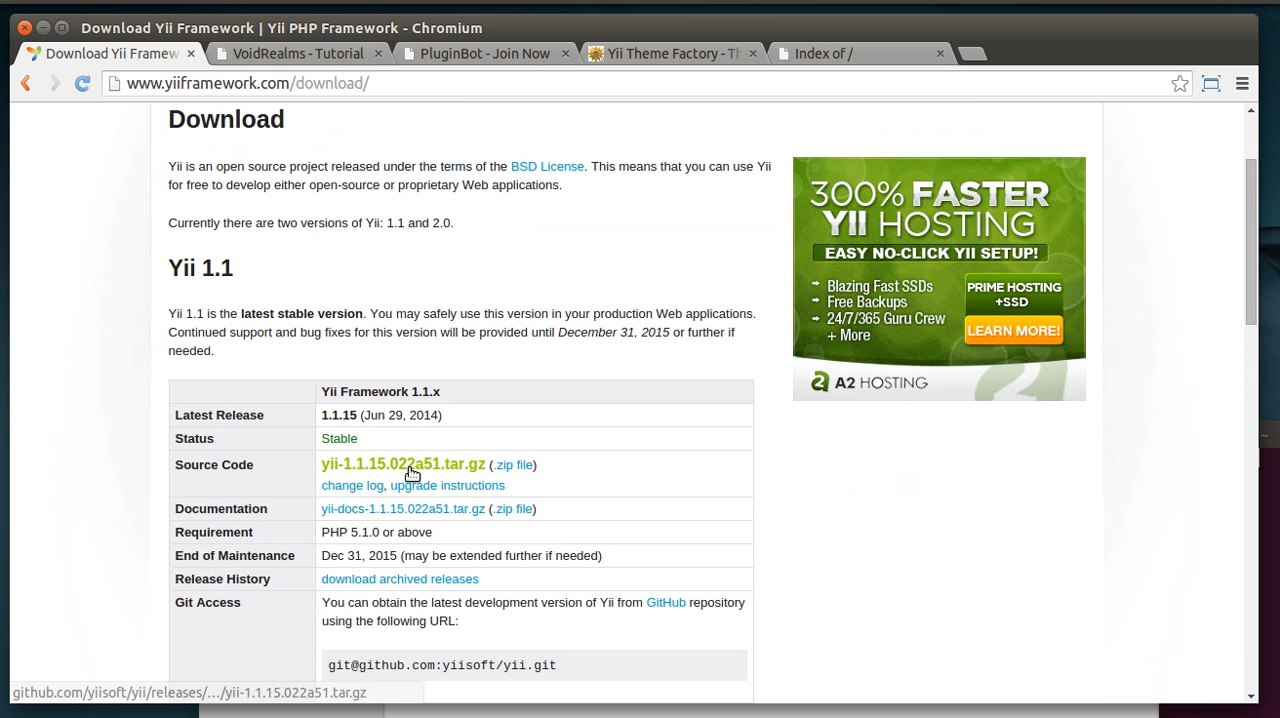 Download Yii Framework | Yii PHP Framework - Chromium
Download Yii Framew
VoidRealms - Tutorial
PluginBot - Join Now
Yii Theme Factory - Th
Index of /
www.yiiframework.com/download/
Download
Yii is an open source project released under the terms of the BSD License. This means that you can use Yii
for free to develop either open-source or proprietary Web applications.
Currently there are two versions of Yii: 1.1 and 2.0.
Yii 1.1
Yii 1.1 is the latest stable version. You may safely use this version in your production Web applications.
Continued support and bug fixes for this version will be provided until December 31, 2015 or further if
needed.
Yii Framework 1.1.x
Latest Release 1.1.15 (Jun 29, 2014)
Status Stable
Source Code yii-1.1.15.022a51.tar.gz (.zip file)
change log, upgrade instructions
Documentation yii-docs-1.1.15.022a51.tar.gz (.zip file)
Requirement PHP 5.1.0 or above
End of Maintenance Dec 31, 2015 (may be extended further if needed)
Release History download archived releases
Git Access You can obtain the latest development version of Yii from GitHub repository
using the following URL:
git@github.com:yiisoft/yii.git
300% FASTER
YII HOSTING
EASY NO-CLICK YII SETUP!
Blazing Fast SSDs
Free Backups
24/7/365 Guru Crew
+ More
PRIME HOSTING
+SSD
LEARN MORE!
A2 HOSTING
github.com/yiisoft/yii/releases/.../yii-1.1.15.022a51.tar.gz